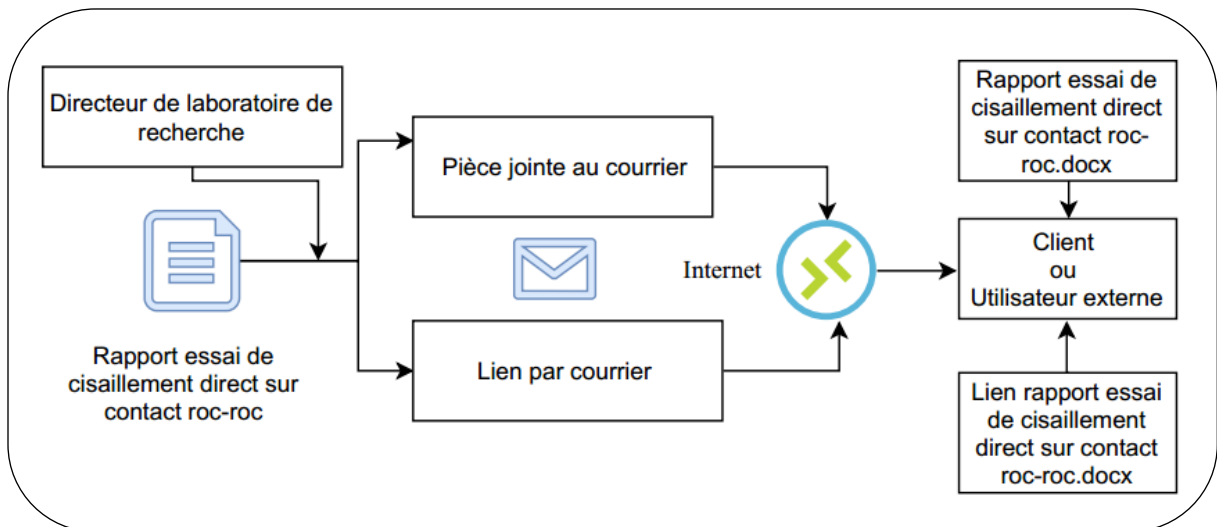 Directeur de laboratoire de
recherche
Rapport essai de
cisaillement direct sur
contact roc-roc
Pièce jointe au courrier
Lien par courrier
Internet
Rapport essai de
cisaillement direct
sur contact roc-
roc.docx
Client
ou
Utilisateur externe
Lien rapport essai
de cisaillement
direct sur contact
roc-roc.docx